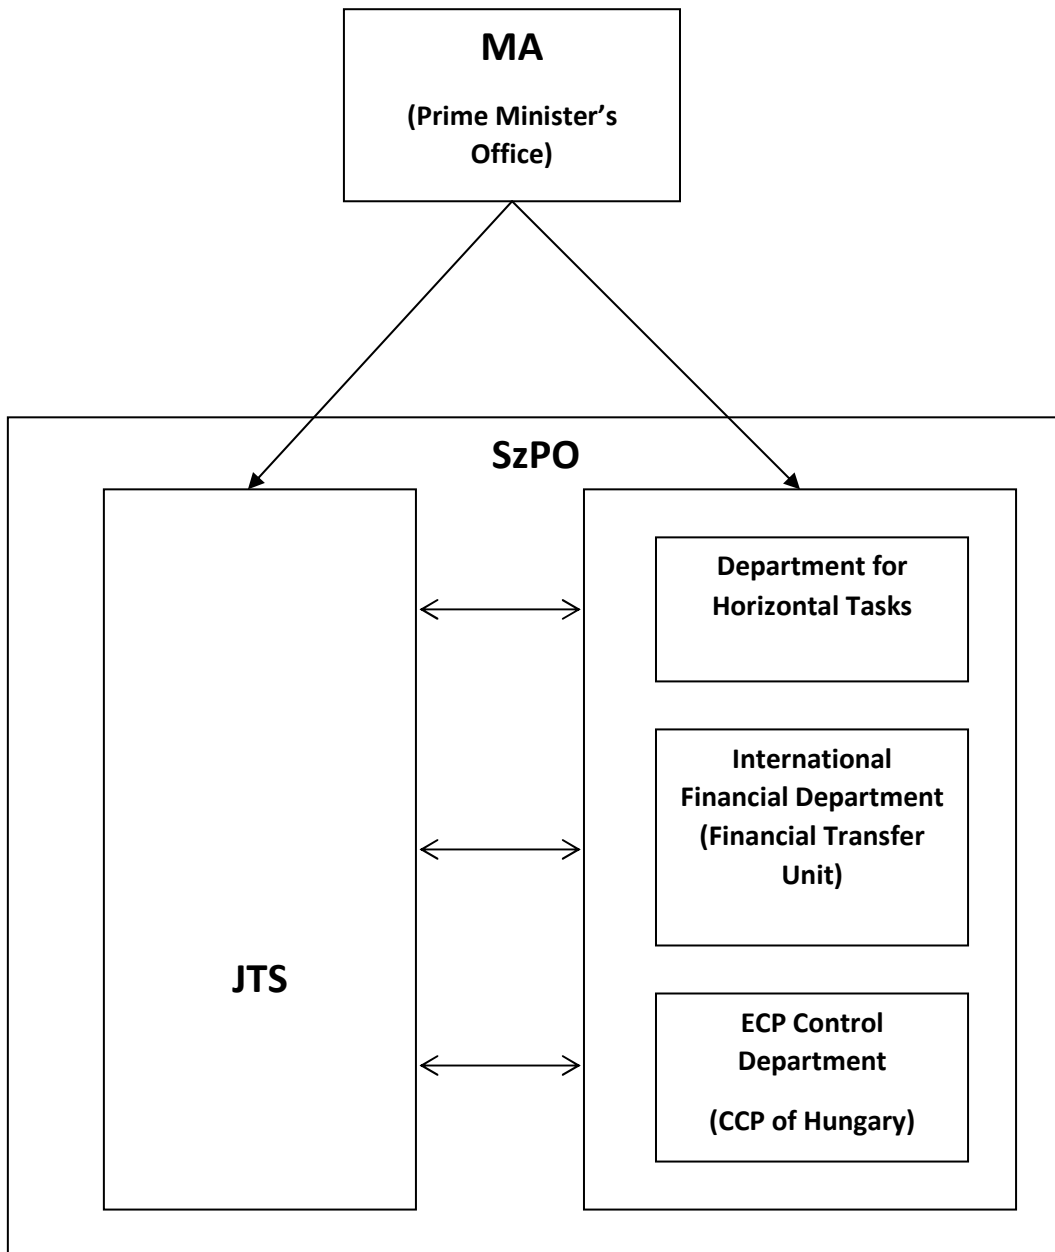 MA
(Prime Minister’s
Office)
SzPO
JTS
Department for
Horizontal Tasks
International
Financial Department
(Financial Transfer
Unit)
ECP Control
Department
(CCP of Hungary)